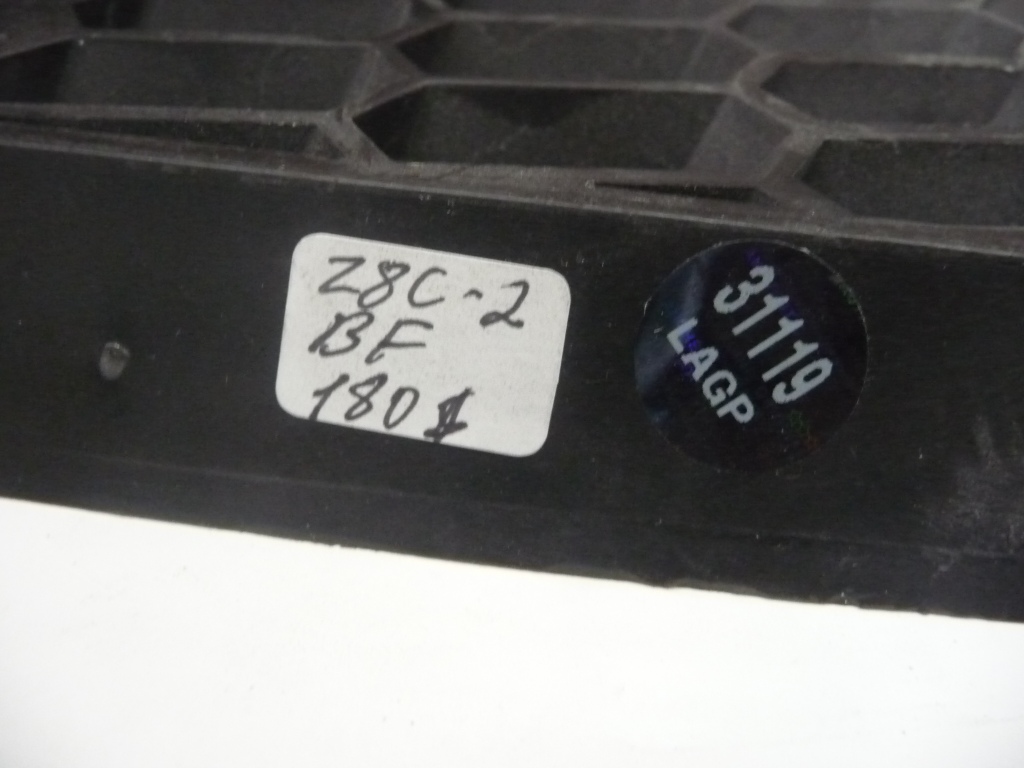 Z8C-2
BF
180$
31119
LAGP